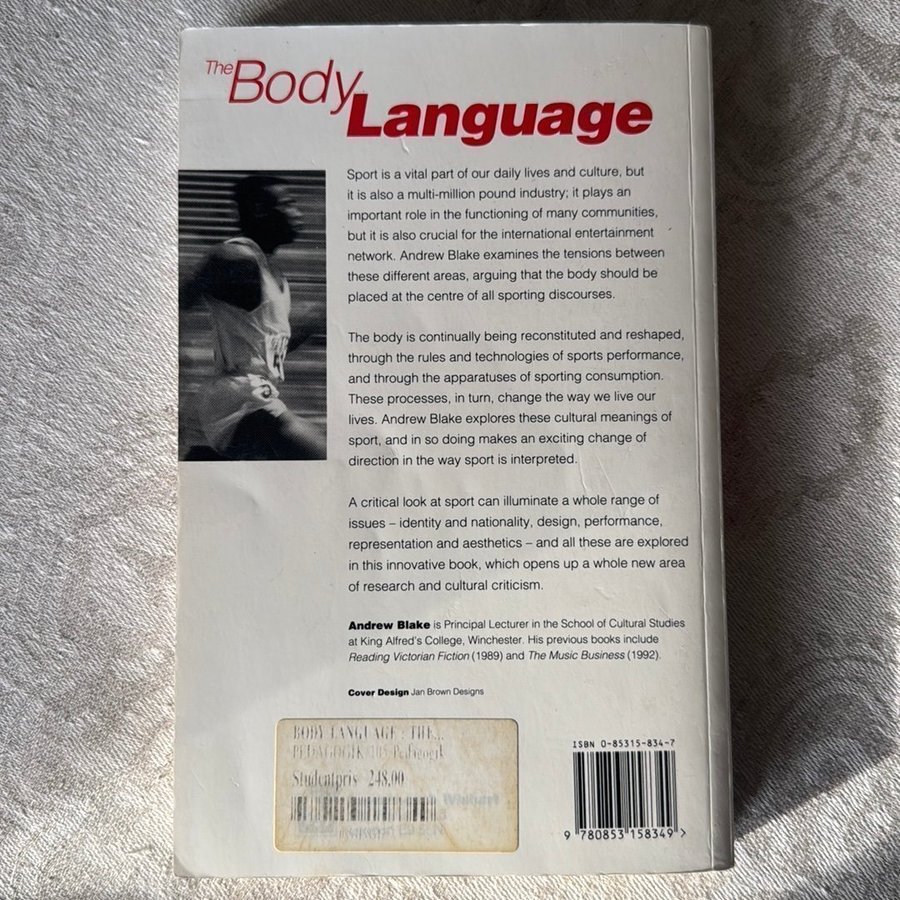 The Body
Language
Sport is a vital part of our daily lives and culture, but
it is also a multi-million pound industry; it plays an
important role in the functioning of many communities,
but it is also crucial for the international entertainment
network. Andrew Blake examines the tensions between
these different areas, arguing that the body should be
placed at the centre of all sporting discourses.
The body is continually being reconstituted and reshaped,
through the rules and technologies of sports performance,
and through the apparatuses of sporting consumption.
These processes, in turn, change the way we live our
lives. Andrew Blake explores these cultural meanings of
sport, and in so doing makes an exciting change of
direction in the way sport is interpreted.
A critical look at sport can illuminate a whole range of
issues – identity and nationality, design, performance,
representation and aesthetics – and all these are explored
in this innovative book, which opens up a whole new area
of research and cultural criticism.
Andrew Blake is Principal Lecturer in the School of Cultural Studies
at King Alfred's College, Winchester. His previous books include
Reading Victorian Fiction (1989) and The Music Business (1992).
Cover Design Jan Brown Designs
BODY LANGUAGE : THE...
PEDAGOGIK Pedagogik
Studentpris 248.00
Wishart
ISBN 0-85315-834-7
9 780853 158349 >